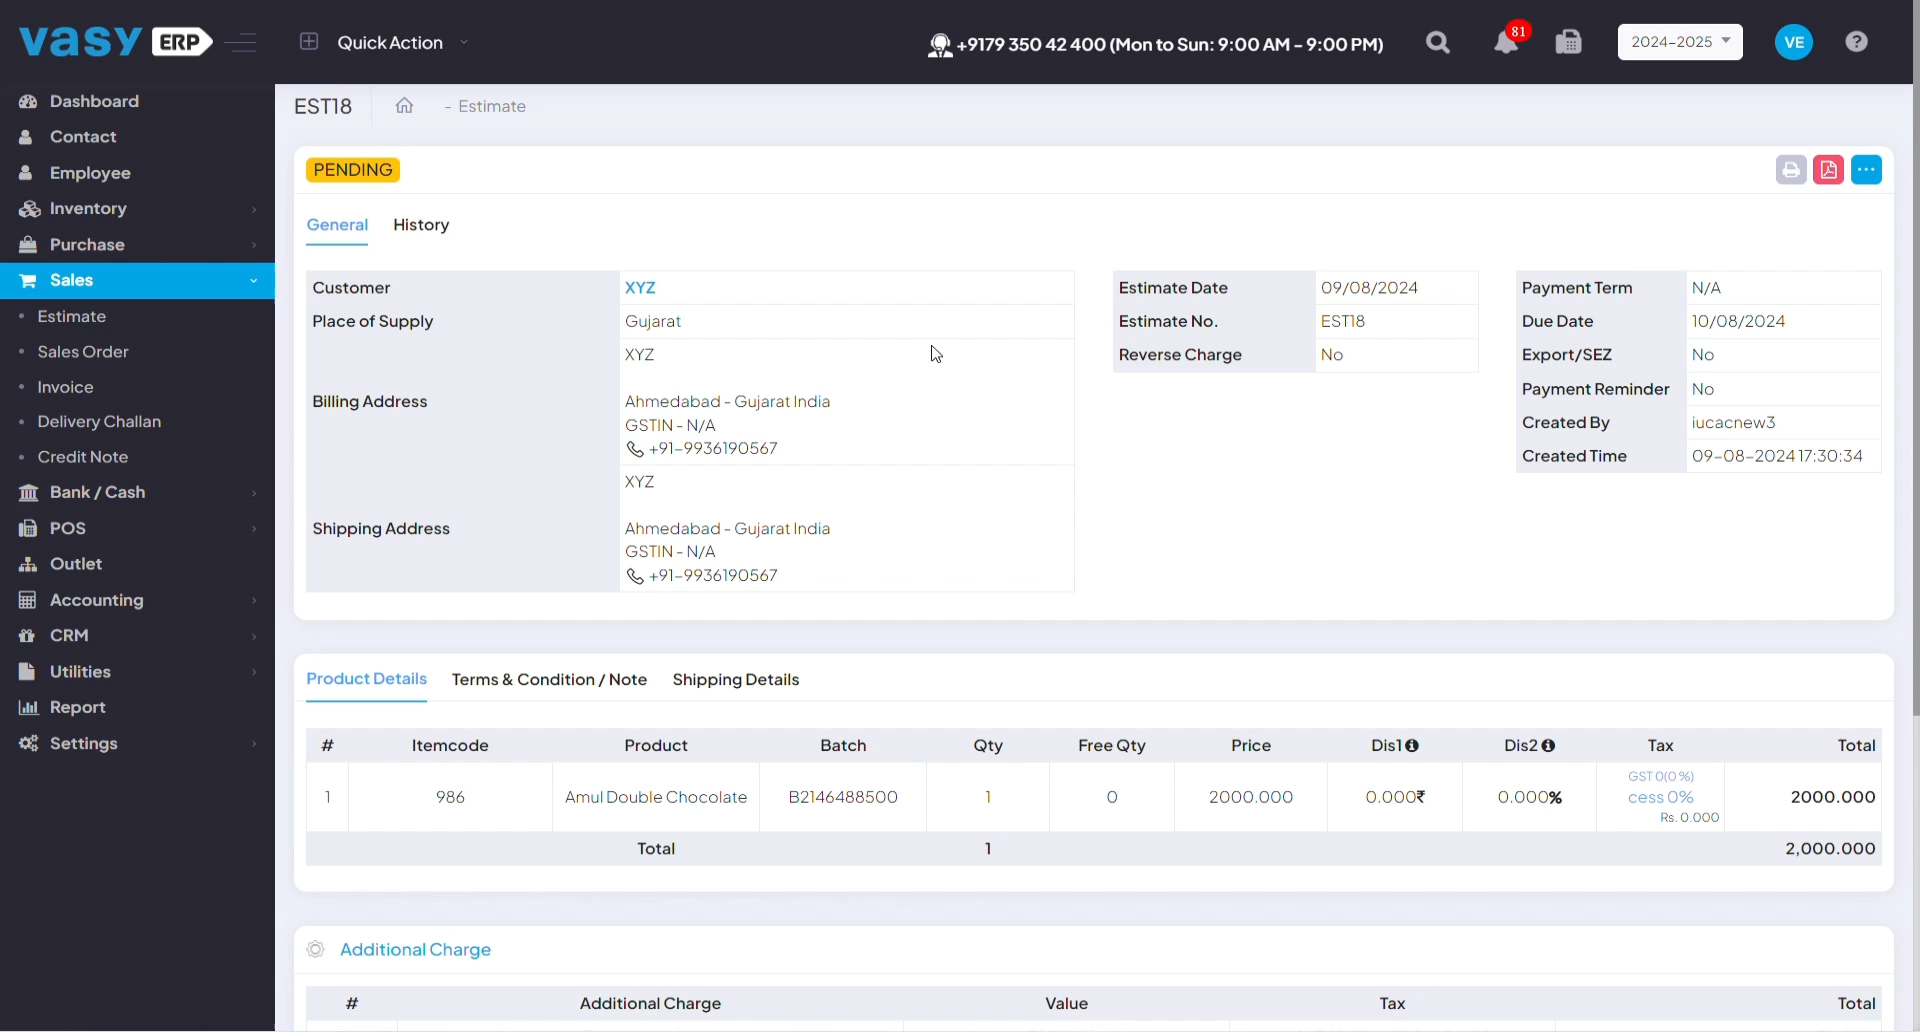 vasy ERP
Quick Action
+9179 350 42 400 (Mon to Sun: 9:00 AM - 9:00 PM)
81
2024-2025
VE
?
Dashboard
Contact
Employee
Inventory
Purchase
Sales
Estimate
Sales Order
Invoice
Delivery Challan
Credit Note
Bank / Cash
POS
Outlet
Accounting
CRM
Utilities
Report
Settings
EST18 - Estimate
PENDING
General History
Customer XYZ
Place of Supply Gujarat
XYZ
Billing Address Ahmedabad - Gujarat India
GSTIN - N/A
+91-9936190567
XYZ
Shipping Address Ahmedabad - Gujarat India
GSTIN - N/A
+91-9936190567
Estimate Date 09/08/2024
Estimate No. EST18
Reverse Charge No
Payment Term N/A
Due Date 10/08/2024
Export/SEZ No
Payment Reminder No
Created By iucacnew3
Created Time 09-08-2024 17:30:34
Product Details Terms & Condition / Note Shipping Details
# Itemcode Product Batch Qty Free Qty Price Dis1 Dis2 Tax Total
1 986 Amul Double Chocolate B2146488500 1 0 2000.000 0.000₹ 0.000% GST 0(0 %) cess 0% Rs. 0.000 2000.000
Total 1 2,000.000
Additional Charge
# Additional Charge Value Tax Total